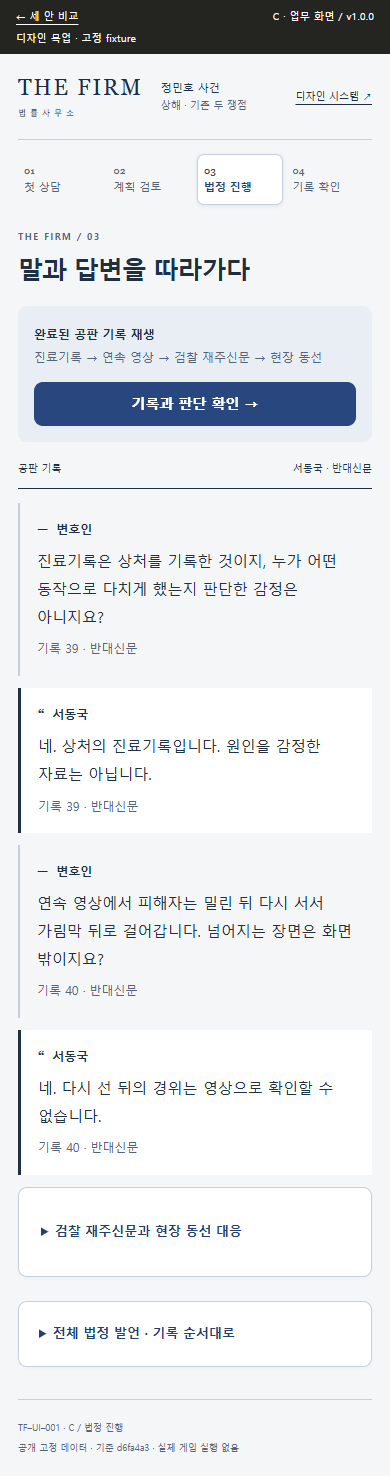 ← 세 안 비교
C · 업무 화면 / v1.0.0
디자인 목업 · 고정 fixture
THE FIRM
법률사무소
정민호 사건
상해 · 기존 두 쟁점
디자인 시스템 ↗
01
첫 상담
02
계획 검토
03
법정 진행
04
기록 확인
THE FIRM / 03
말과 답변을 따라가다
완료된 공판 기록 재생
진료기록 → 연속 영상 → 검찰 재주신문 → 현장 동선
기록과 판단 확인 →
공판 기록
서동국 · 반대신문
— 변호인
진료기록은 상처를 기록한 것이지, 누가 어떤
동작으로 다치게 했는지 판단한 감정은
아니지요?
기록 39 · 반대신문
“ 서동국
네. 상처의 진료기록입니다. 원인을 감정한
자료는 아닙니다.
기록 39 · 반대신문
— 변호인
연속 영상에서 피해자는 밀린 뒤 다시 서서
가림막 뒤로 걸어갑니다. 넘어지는 장면은 화면
밖이지요?
기록 40 · 반대신문
“ 서동국
네. 다시 선 뒤의 경위는 영상으로 확인할 수
없습니다.
기록 40 · 반대신문
▶ 검찰 재주신문과 현장 동선 대응
▶ 전체 법정 발언 · 기록 순서대로
TF-UI-001 · C / 법정 진행
공개 고정 데이터 · 기준 d6fa4a3 · 실제 게임 실행 없음